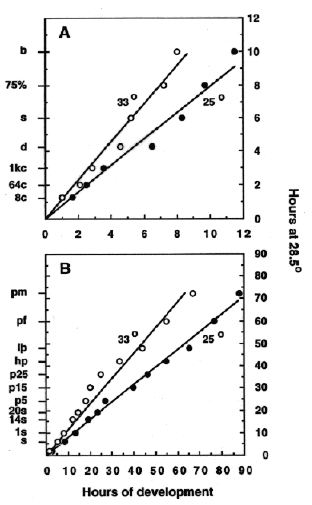 A
12
b
10
75%
33
25
8
s
6
d
4
1kc
64c
2
8c
0
0 2 4 6 8 10 12
Hours at 28.5º
B
90
80
pm
70
pf
60
33
25
50
lp
hp
40
p25
p15
30
p5
20s
20
14s
1s
10
s
0
0 10 20 30 40 50 60 70 80 90
Hours of development